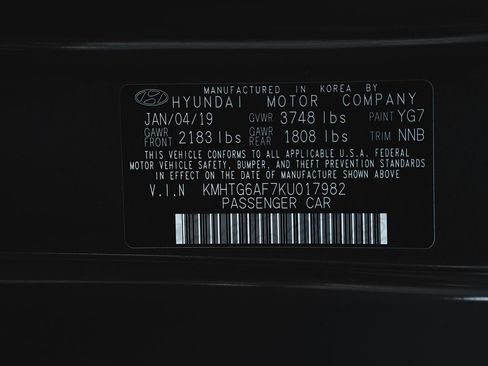 MANUFACTURED IN KOREA BY
HYUNDAI MOTOR COMPANY
JAN/04/19 GVWR 3748 lbs PAINT YG7
GAWR FRONT 2183 lbs GAWR REAR 1808 lbs TRIM NNB
THIS VEHICLE CONFORMS TO ALL APPLICABLE U.S.A. FEDERAL
MOTOR VEHICLE SAFETY, BUMPER, AND THEFT PREVENTION STANDARDS
IN EFFECT ON THE DATE OF MANUFACTURE SHOWN ABOVE
V.I.N KMHTG6AF7KU017982
PASSENGER CAR